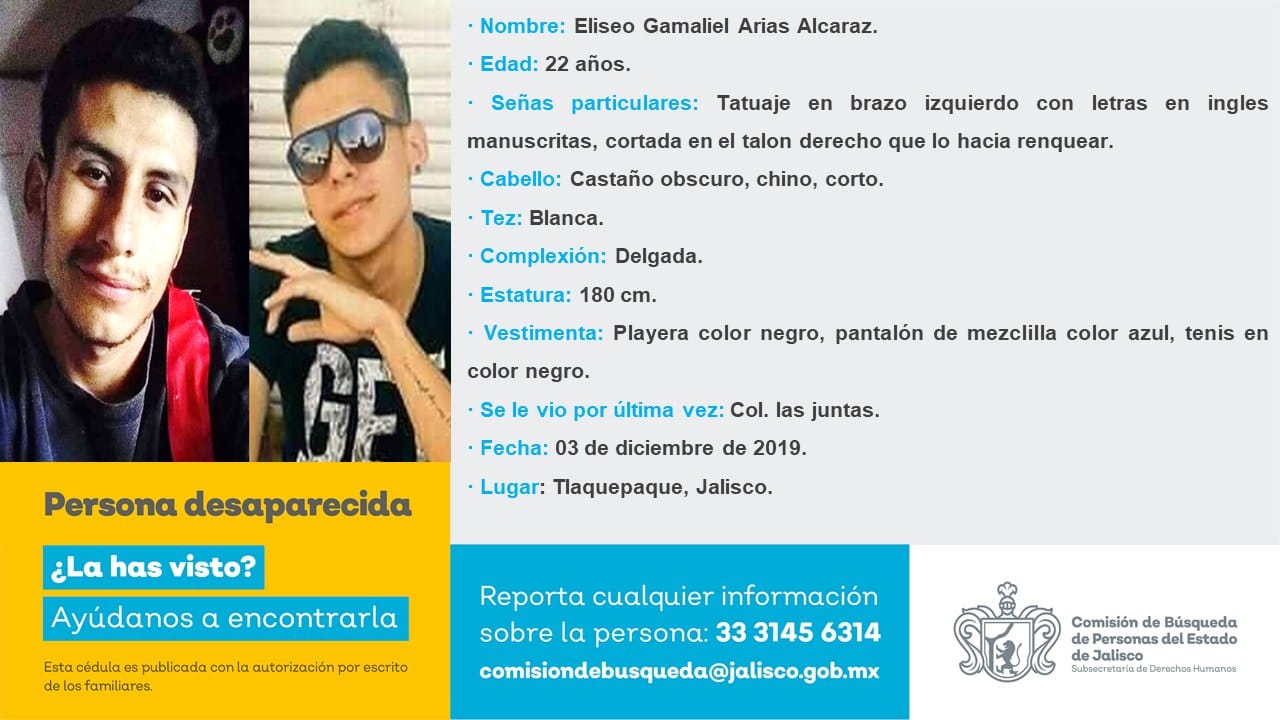 · Nombre: Eliseo Gamaliel Arias Alcaraz.
· Edad: 22 años.
· Señas particulares: Tatuaje en brazo izquierdo con letras en ingles
manuscritas, cortada en el talon derecho que lo hacia renquear.
· Cabello: Castaño obscuro, chino, corto.
· Tez: Blanca.
· Complexión: Delgada.
· Estatura: 180 cm.
· Vestimenta: Playera color negro, pantalón de mezclilla color azul, tenis en
color negro.
· Se le vio por última vez: Col. las juntas.
· Fecha: 03 de diciembre de 2019.
· Lugar: Tlaquepaque, Jalisco.
Persona desaparecida
¿La has visto?
Ayúdanos a encontrarla
Esta cédula es publicada con la autorización por escrito
de los familiares.
Reporta cualquier información
sobre la persona: 33 3145 6314
comisiondebusqueda@jalisco.gob.mx
Comisión de Búsqueda
de Personas del Estado
de Jalisco
Subsecretaría de Derechos Humanos